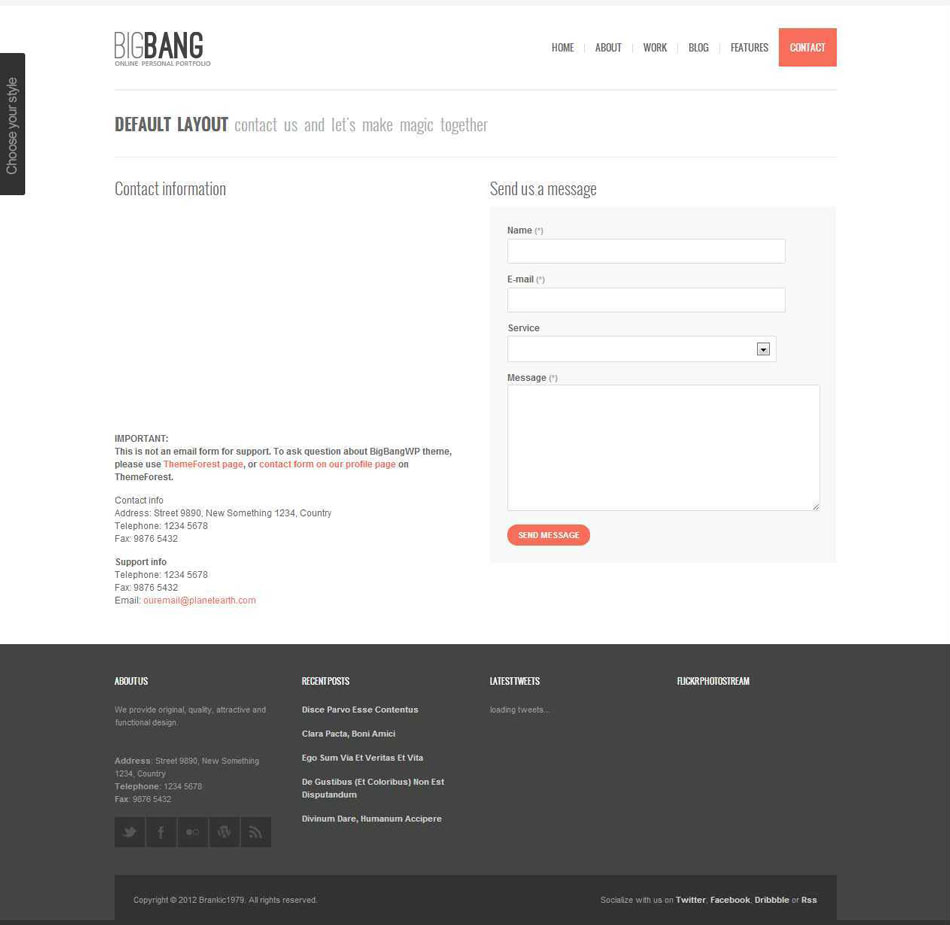 BIGBANG
ONLINE PERSONAL PORTFOLIO
HOME ABOUT WORK BLOG FEATURES CONTACT
Choose your style
DEFAULT LAYOUT contact us and let's make magic together
Contact information
IMPORTANT:
This is not an email form for support. To ask question about BigBangWP theme,
please use ThemeForest page, or contact form on our profile page on
ThemeForest.
Contact info
Address: Street 9890, New Something 1234, Country
Telephone: 1234 5678
Fax: 9876 5432
Support info
Telephone: 1234 5678
Fax: 9876 5432
Email: ouremail@planetearth.com
Send us a message
Name (*)
E-mail (*)
Service
Message (*)
SEND MESSAGE
ABOUT US
We provide original, quality, attractive and
functional design.
Address: Street 9890, New Something
1234, Country
Telephone: 1234 5678
Fax: 9876 5432
RECENT POSTS
Disce Parvo Esse Contentus
Clara Pacta, Boni Amici
Ego Sum Via Et Veritas Et Vita
De Gustibus (Et Coloribus) Non Est
Disputandum
Divinum Dare, Humanum Accipere
LATEST TWEETS
loading tweets...
FLICKR PHOTOSTREAM
Copyright © 2012 Brankic1979. All rights reserved.
Socialize with us on Twitter, Facebook, Dribbble or Rss